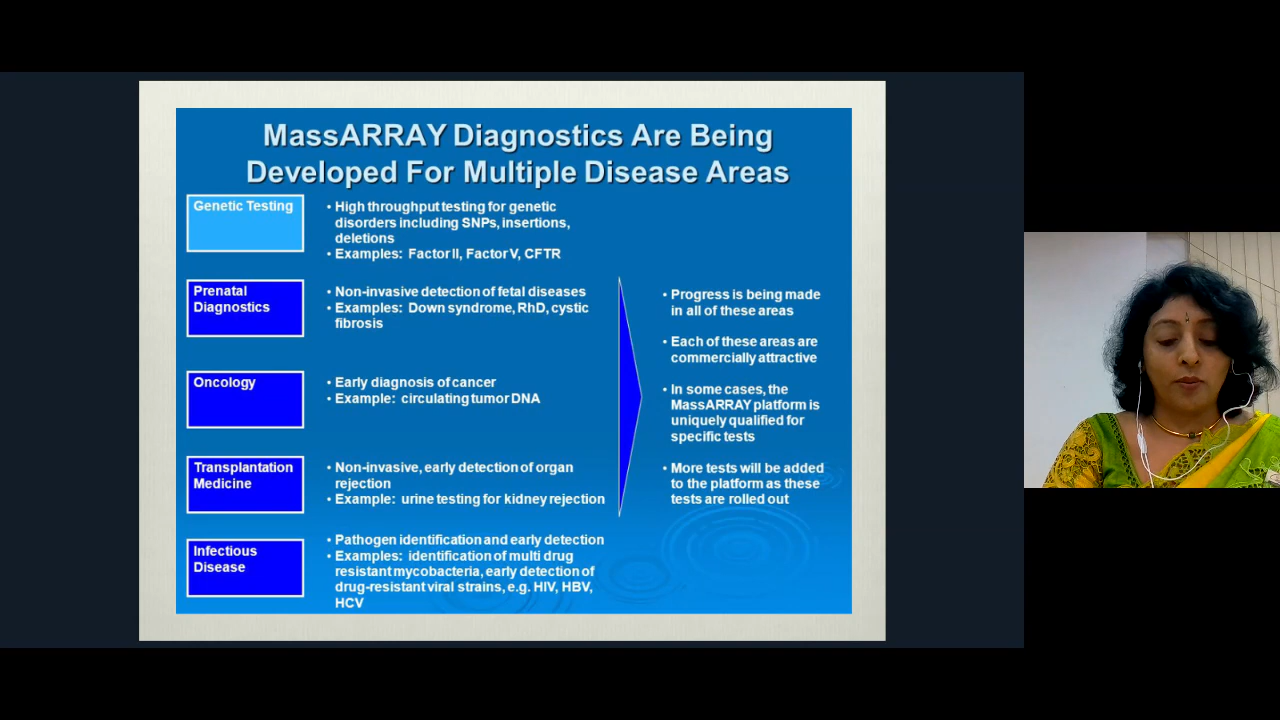 MassARRAY Diagnostics Are Being
Developed For Multiple Disease Areas
Genetic Testing
• High throughput testing for genetic
disorders including SNPs, insertions,
deletions
• Examples: Factor II, Factor V, CFTR
Prenatal
Diagnostics
• Non-invasive detection of fetal diseases
• Examples: Down syndrome, RhD, cystic
fibrosis
Oncology
• Early diagnosis of cancer
• Example: circulating tumor DNA
Transplantation
Medicine
• Non-invasive, early detection of organ
rejection
• Example: urine testing for kidney rejection
Infectious
Disease
• Pathogen identification and early detection
• Examples: identification of multi drug
resistant mycobacteria, early detection of
drug-resistant viral strains, e.g. HIV, HBV,
HCV
• Progress is being made
in all of these areas
• Each of these areas are
commercially attractive
• In some cases, the
MassARRAY platform is
uniquely qualified for
specific tests
• More tests will be added
to the platform as these
tests are rolled out